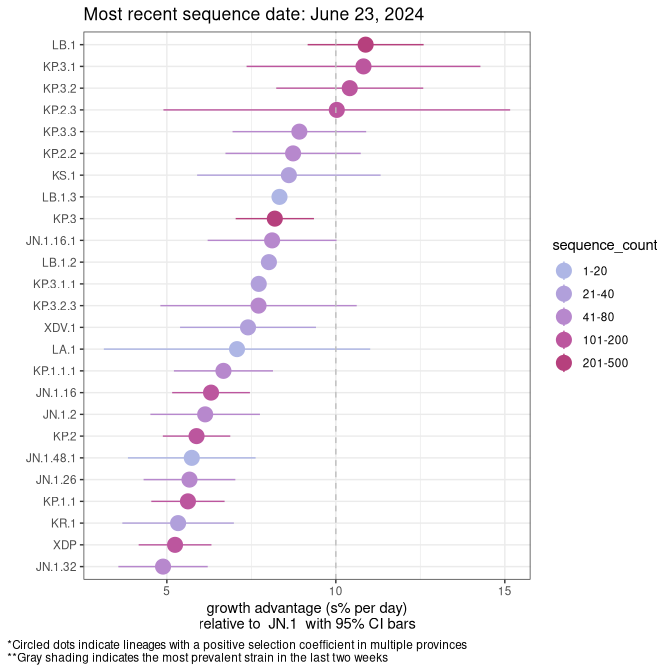 Most recent sequence date: June 23, 2024
LB.1
KP.3.1
KP.3.2
KP.2.3
KP.3.3
KP.2.2
KS.1
LB.1.3
KP.3
JN.1.16.1
LB.1.2
KP.3.1.1
KP.3.2.3
XDV.1
LA.1
KP.1.1.1
JN.1.16
JN.1.2
KP.2
JN.1.48.1
JN.1.26
KP.1.1
KR.1
XDP
JN.1.32
5 10 15
growth advantage (s% per day)
relative to JN.1 with 95% CI bars
sequence_count
1-20
21-40
41-80
101-200
201-500
*Circled dots indicate lineages with a positive selection coefficient in multiple provinces
**Gray shading indicates the most prevalent strain in the last two weeks